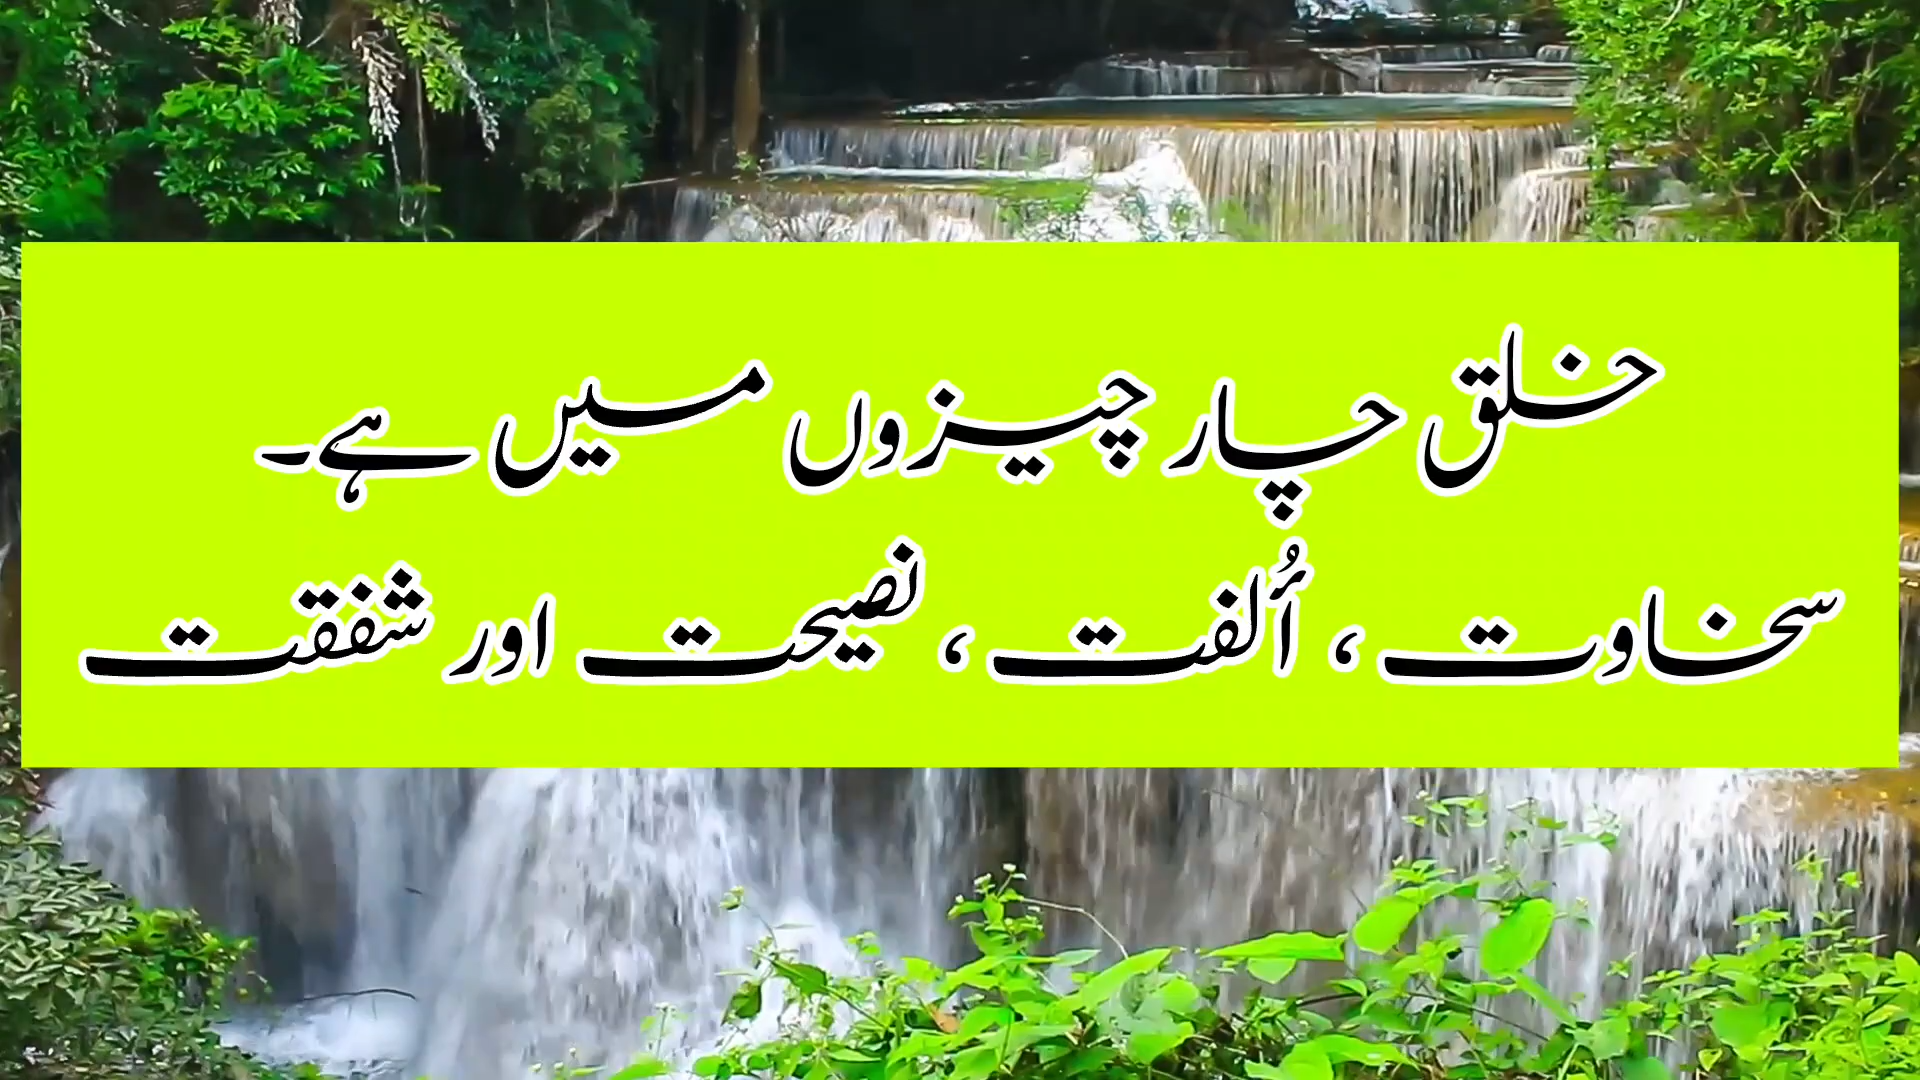 خلق چار چیزوں میں ہے۔
سخاوت ، اُلفت ، نصیحت اور شفقت